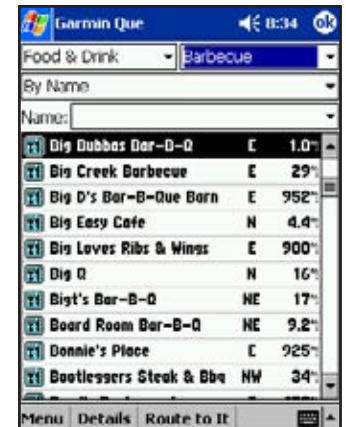 Garmin Que 8:34 ok
Food & Drink Barbecue
By Name
Name:
Big Bubbas Bar-B-Q E 1.0
Big Creek Barbecue E 29
Big D's Bar-B-Que Barn E 952
Big Easy Cafe N 4.4
Big Loves Ribs & Wings E 900
Big Q N 16
Bigt's Bar-B-Q NE 17
Board Room Bar-B-Q NE 9.2
Bonnie's Place E 925
Bootleggers Steak & Bbq NW 34
Menu Details Route to It